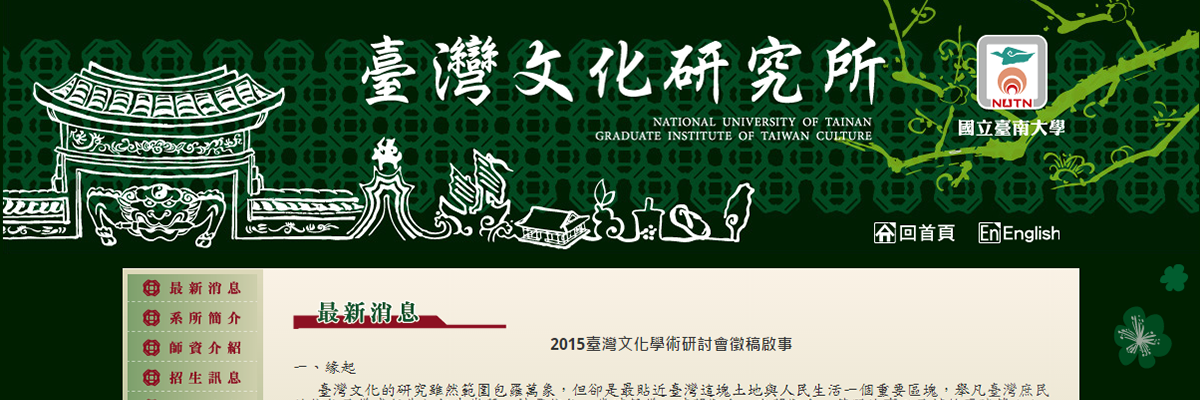 臺灣文化研究所
NATIONAL UNIVERSITY OF TAINAN
GRADUATE INSTITUTE OF TAIWAN CULTURE
NUTN
國立臺南大學
回首頁
En English
最新消息
系所簡介
師資介紹
招生訊息
最新消息
2015臺灣文化學術研討會徵稿啟事
一、緣起
臺灣文化的研究雖然範圍包羅萬象，但卻是最貼近臺灣這塊土地與人民生活一個重要區塊，舉凡臺灣庶民